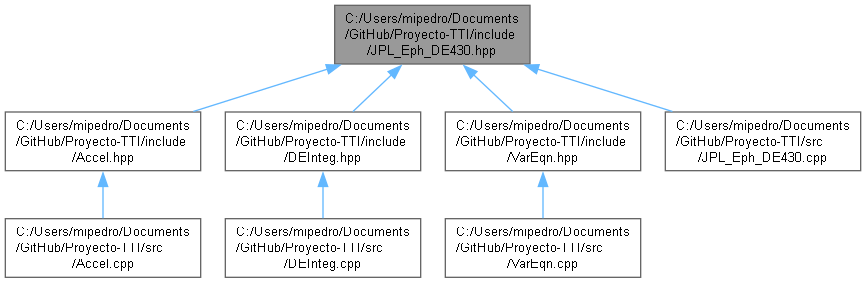 C:/Users/mipedro/Documents
/GitHub/Proyecto-TTI/include
/JPL_Eph_DE430.hpp
C:/Users/mipedro/Documents
/GitHub/Proyecto-TTI/include
/Accel.hpp
C:/Users/mipedro/Documents
/GitHub/Proyecto-TTI/include
/DEInteg.hpp
C:/Users/mipedro/Documents
/GitHub/Proyecto-TTI/include
/VarEqn.hpp
C:/Users/mipedro/Documents
/GitHub/Proyecto-TTI/src
/JPL_Eph_DE430.cpp
C:/Users/mipedro/Documents
/GitHub/Proyecto-TTI/src
/Accel.cpp
C:/Users/mipedro/Documents
/GitHub/Proyecto-TTI/src
/DEInteg.cpp
C:/Users/mipedro/Documents
/GitHub/Proyecto-TTI/src
/VarEqn.cpp